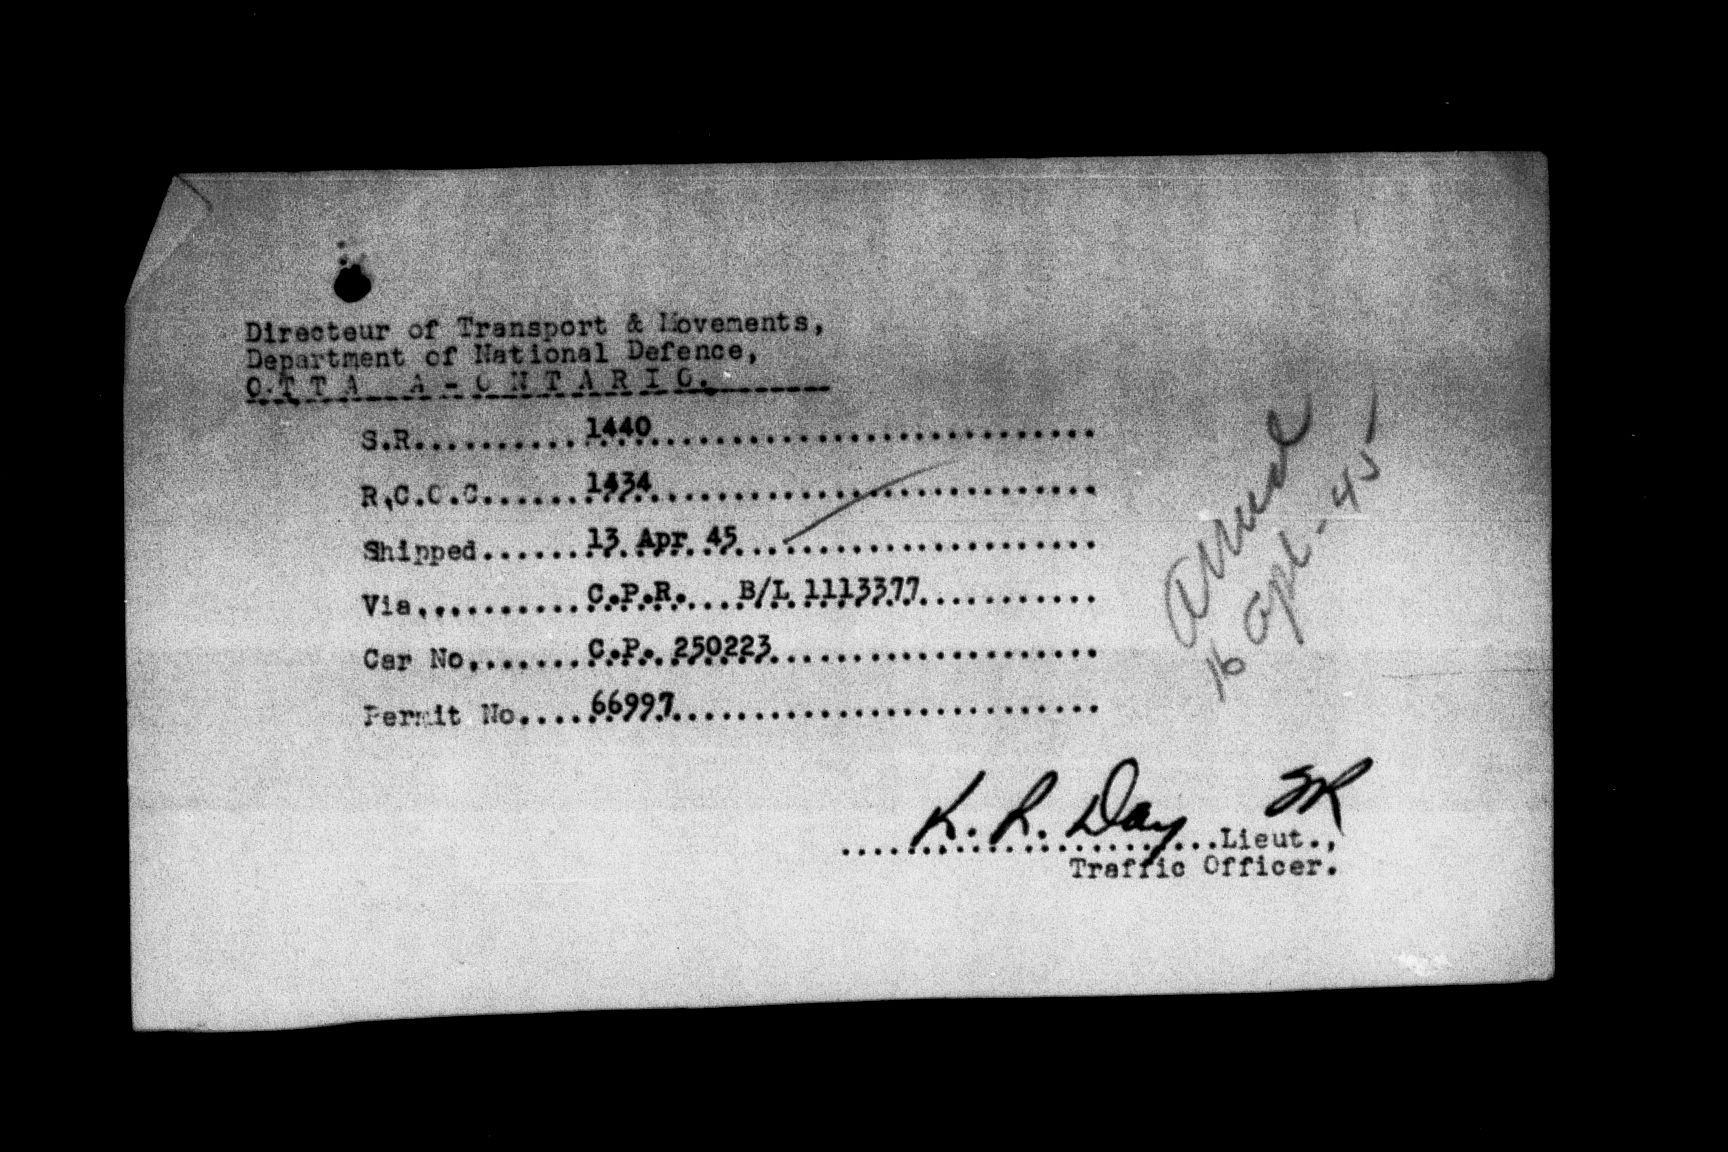 Directeur of Transport & Movements,
Department of National Defence,
O T T A A - O N T A R I O.
S.R. 1440
R.C.O.C. 1434
Shipped 13 Apr 45
Via C.P.R. B/L 1113377
Car No. C.P. 250223
Permit No. 66997
16 Apl - 45
K. R. Day SR
Lieut.,
Traffic Officer.